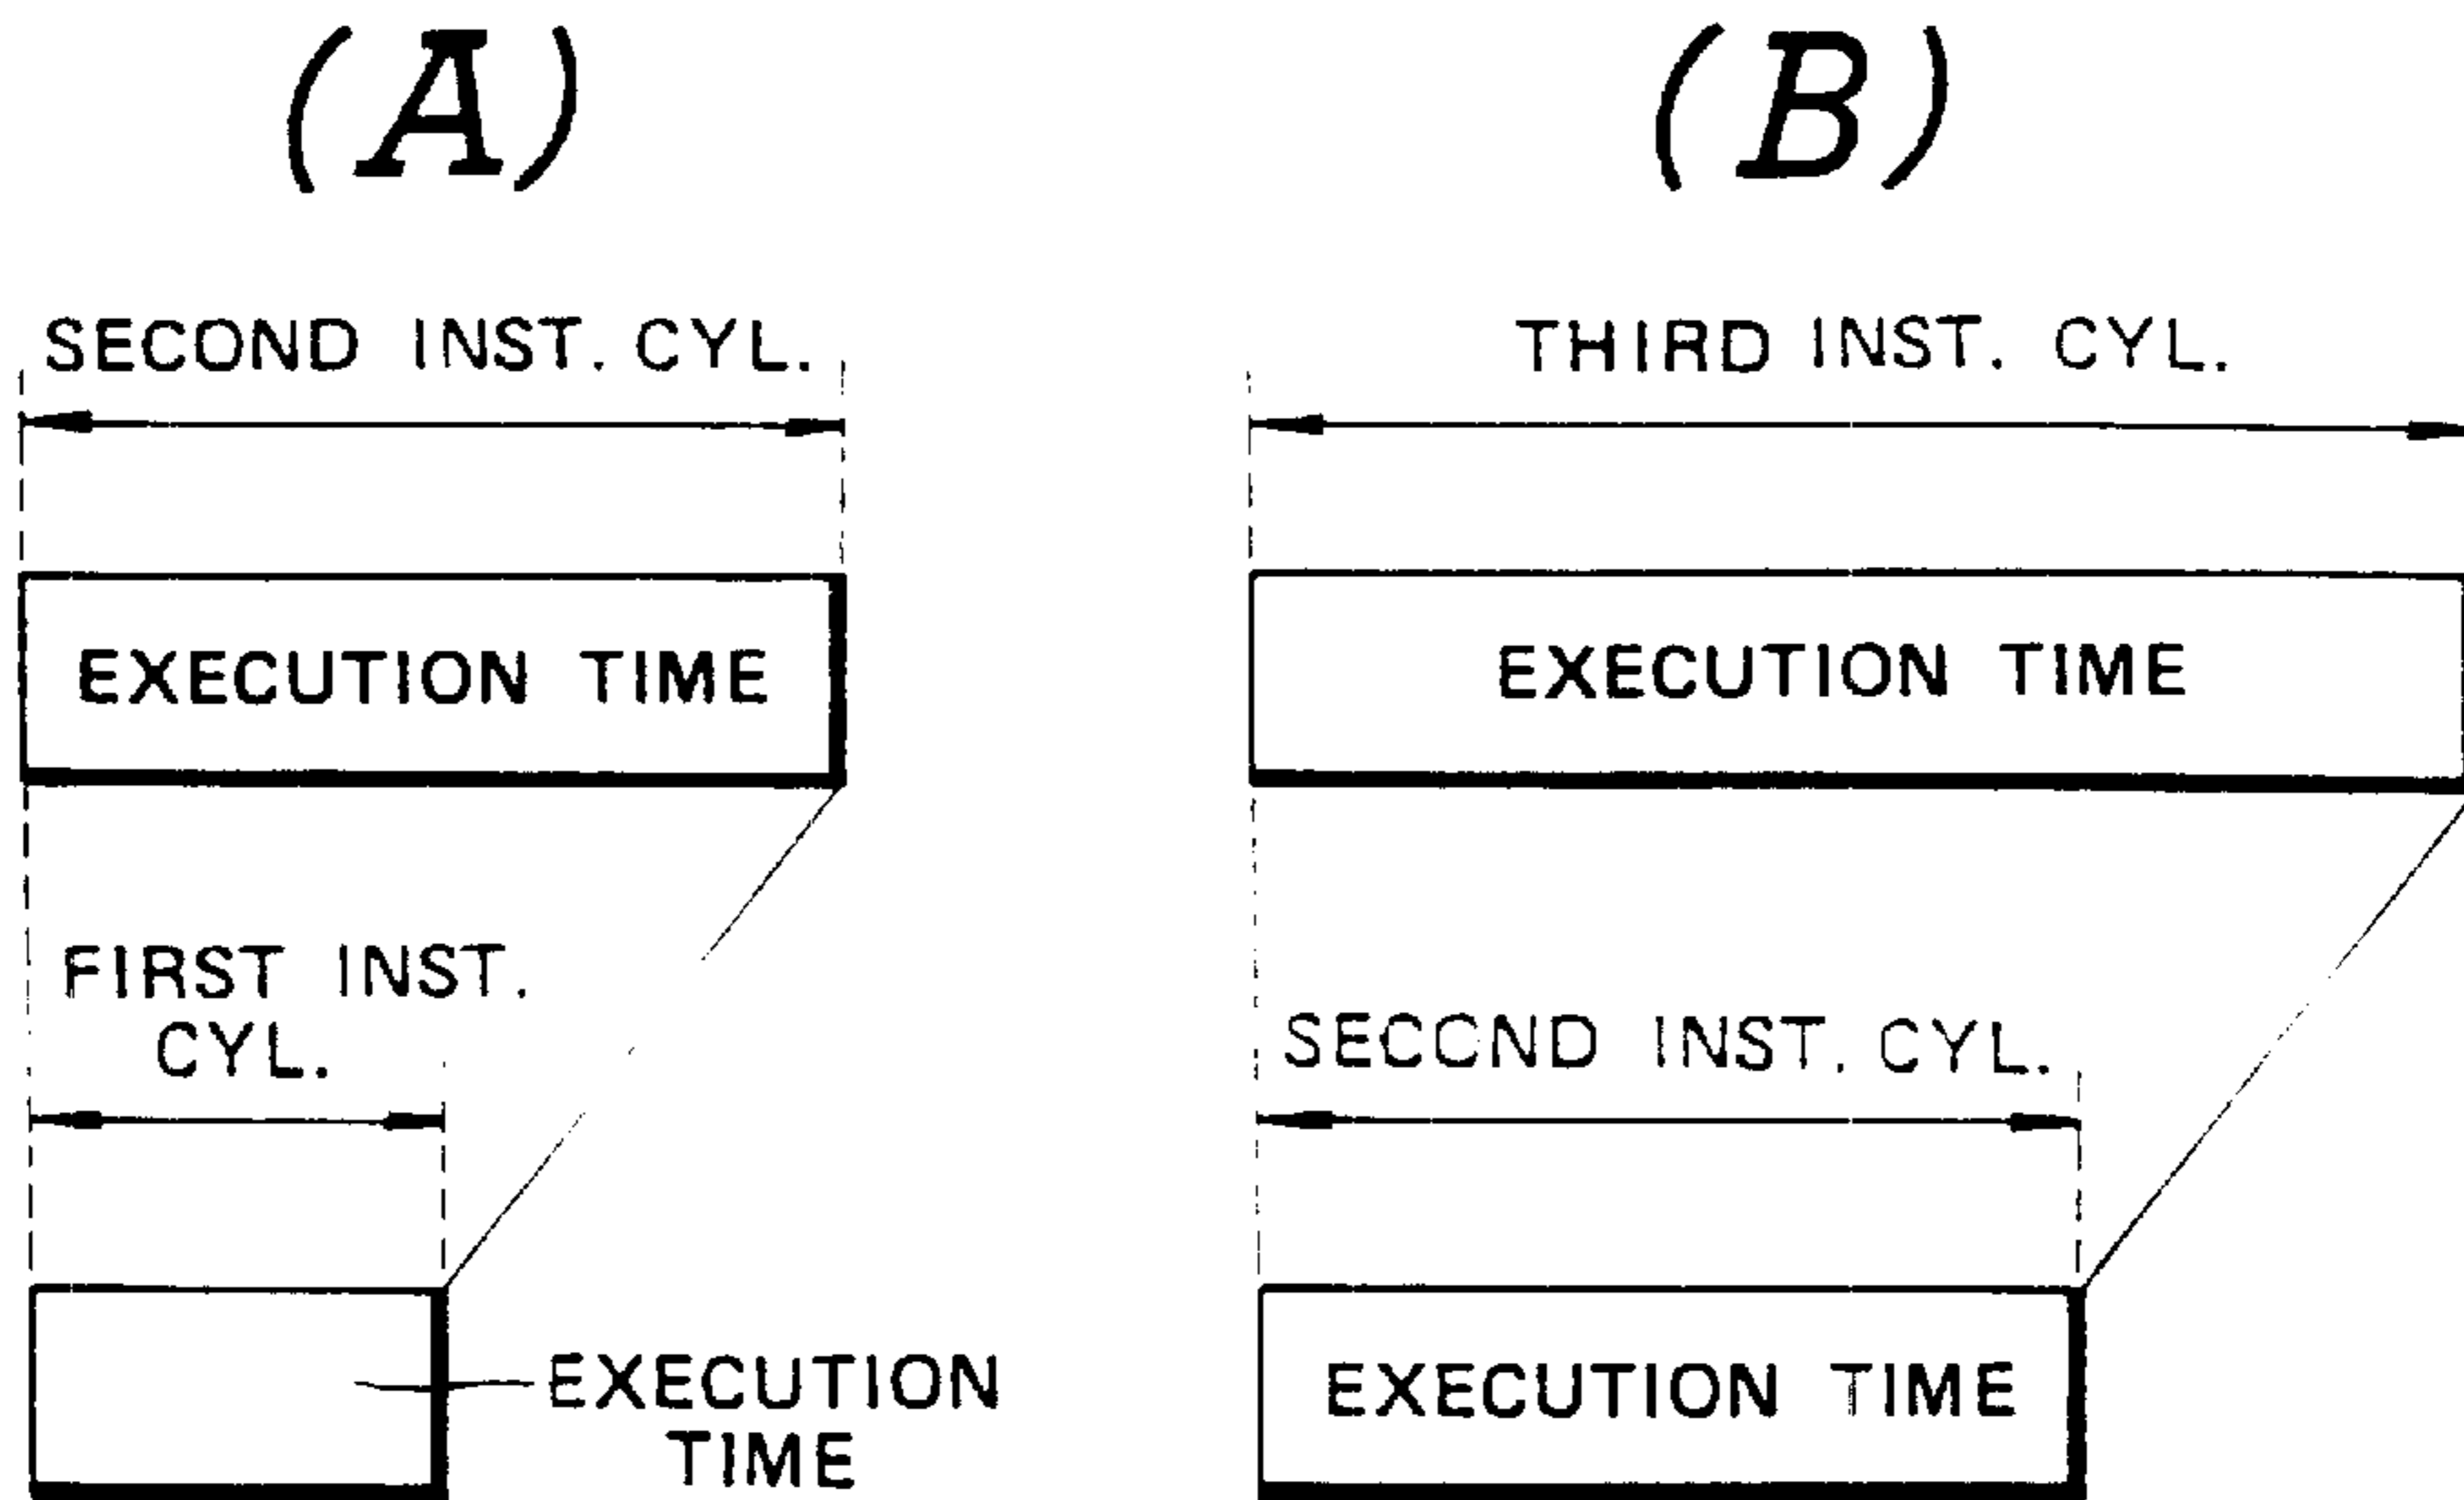 (A)
SECOND INST. CYL.
EXECUTION TIME
FIRST INST.
CYL.
EXECUTION
TIME
(B)
THIRD INST. CYL.
EXECUTION TIME
SECCND INST. CYL.
EXECUTION TIME